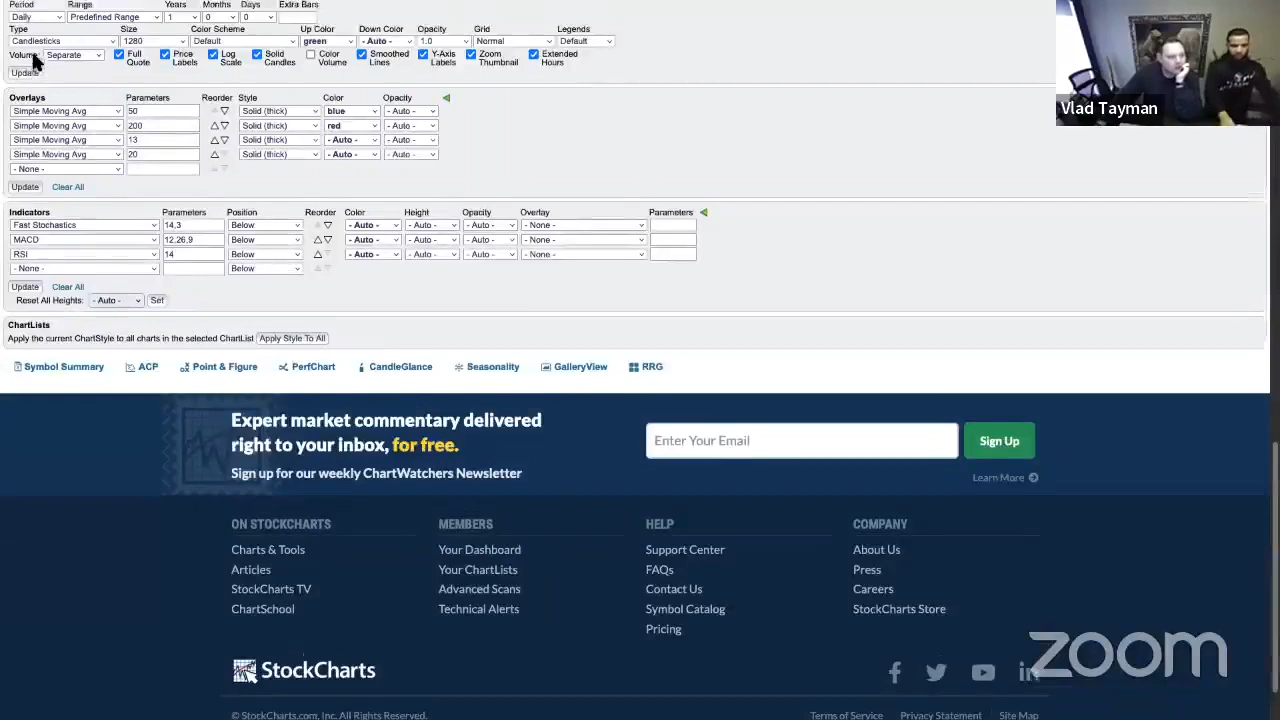 Period Range Years Months Days Extra Bars
Daily Predefined Range 1 0 0
Type Size Color Scheme Up Color Down Color Opacity Grid Legends
Candlesticks 1280 Default green - Auto - 1.0 Normal Default
Volume: Separate Full Quote Price Labels Log Scale Solid Candles Color Volume Smoothed Lines Y-Axis Labels Zoom Thumbnail Extended Hours
Update
Overlays Parameters Reorder Style Color Opacity
Simple Moving Avg 50 Solid (thick) blue - Auto -
Simple Moving Avg 200 Solid (thick) red - Auto -
Simple Moving Avg 13 Solid (thick) - Auto - - Auto -
Simple Moving Avg 20 Solid (thick) - Auto - - Auto -
- None -
Update Clear All
Indicators Parameters Position Reorder Color Height Opacity Overlay Parameters
Fast Stochastics 14,3 Below - Auto - - Auto - - Auto - - None -
MACD 12,26,9 Below - Auto - - Auto - - Auto - - None -
RSI 14 Below - Auto - - Auto - - Auto - - None -
- None - Below
Update Clear All
Reset All Heights: - Auto - Set
ChartLists
Apply the current ChartStyle to all charts in the selected ChartList Apply Style To All
Symbol Summary ACP Point & Figure PerfChart CandleGlance Seasonality GalleryView RRG
Vlad Tayman
Expert market commentary delivered
right to your inbox, for free.
Sign up for our weekly ChartWatchers Newsletter
Enter Your Email Sign Up
Learn More
ON STOCKCHARTS MEMBERS HELP COMPANY
Charts & Tools Your Dashboard Support Center About Us
Articles Your ChartLists FAQs Press
StockCharts TV Advanced Scans Contact Us Careers
ChartSchool Technical Alerts Symbol Catalog StockCharts Store
Pricing
StockCharts
zoom
© StockCharts.com, Inc. All Rights Reserved. Terms of Service Privacy Statement Site Map